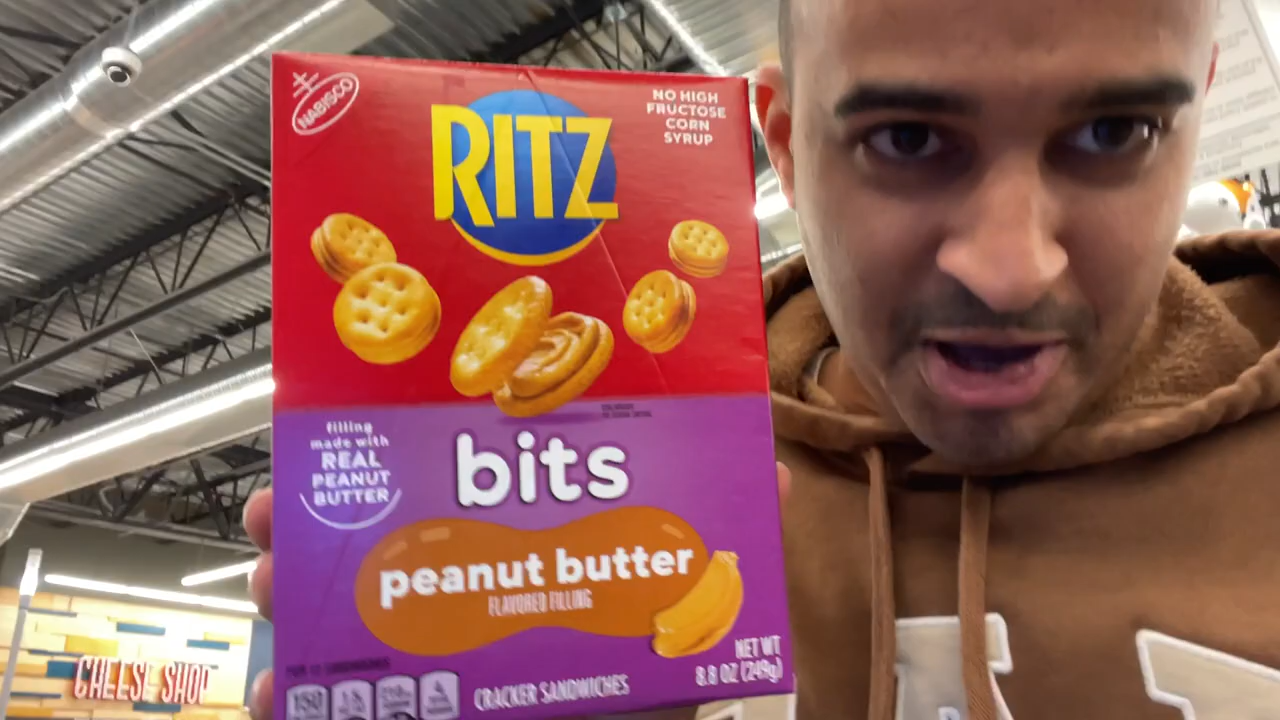 NABISCO
RITZ
NO HIGH
FRUCTOSE
CORN
SYRUP
filling
made with
REAL
PEANUT
BUTTER
bits
peanut butter
FLAVORED FILLING
NET WT
8.8 OZ (249g)
CRACKER SANDWICHES
150
CHEESE SHOP